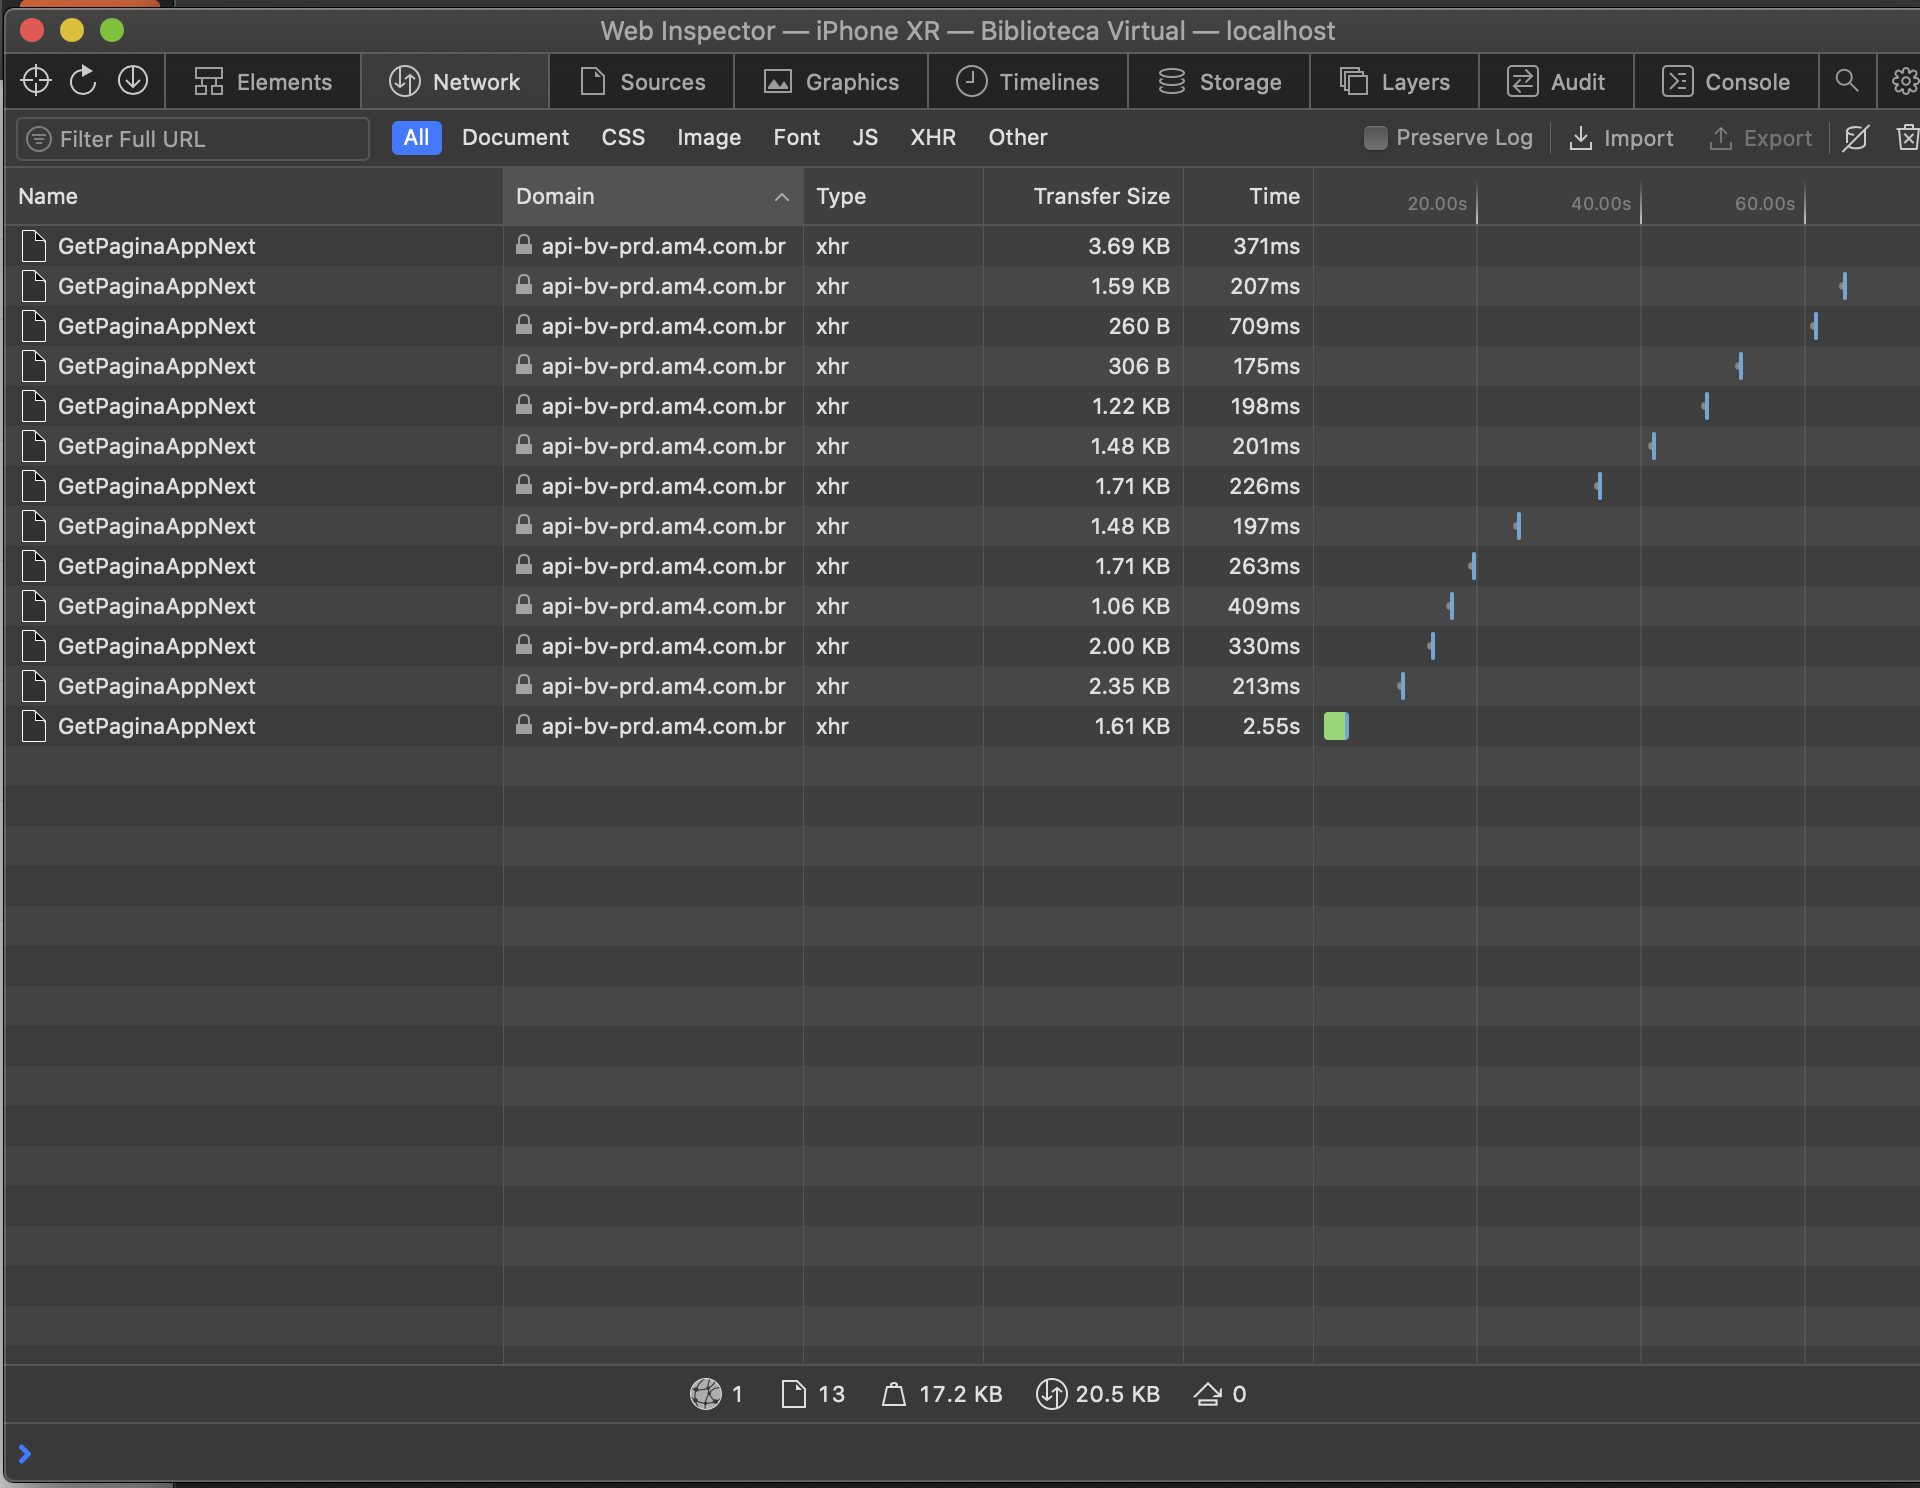 Web Inspector — iPhone XR — Biblioteca Virtual — localhost
Elements Network Sources Graphics Timelines Storage Layers Audit Console
Filter Full URL All Document CSS Image Font JS XHR Other Preserve Log Import Export
Name Domain Type Transfer Size Time 20.00s 40.00s 60.00s
GetPaginaAppNext api-bv-prd.am4.com.br xhr 3.69 KB 371ms
GetPaginaAppNext api-bv-prd.am4.com.br xhr 1.59 KB 207ms
GetPaginaAppNext api-bv-prd.am4.com.br xhr 260 B 709ms
GetPaginaAppNext api-bv-prd.am4.com.br xhr 306 B 175ms
GetPaginaAppNext api-bv-prd.am4.com.br xhr 1.22 KB 198ms
GetPaginaAppNext api-bv-prd.am4.com.br xhr 1.48 KB 201ms
GetPaginaAppNext api-bv-prd.am4.com.br xhr 1.71 KB 226ms
GetPaginaAppNext api-bv-prd.am4.com.br xhr 1.48 KB 197ms
GetPaginaAppNext api-bv-prd.am4.com.br xhr 1.71 KB 263ms
GetPaginaAppNext api-bv-prd.am4.com.br xhr 1.06 KB 409ms
GetPaginaAppNext api-bv-prd.am4.com.br xhr 2.00 KB 330ms
GetPaginaAppNext api-bv-prd.am4.com.br xhr 2.35 KB 213ms
GetPaginaAppNext api-bv-prd.am4.com.br xhr 1.61 KB 2.55s
1 13 17.2 KB 20.5 KB 0